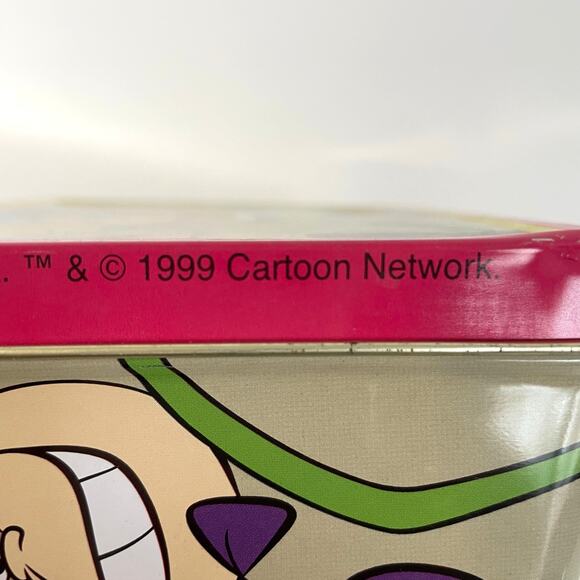 . ™ & © 1999 Cartoon Network.